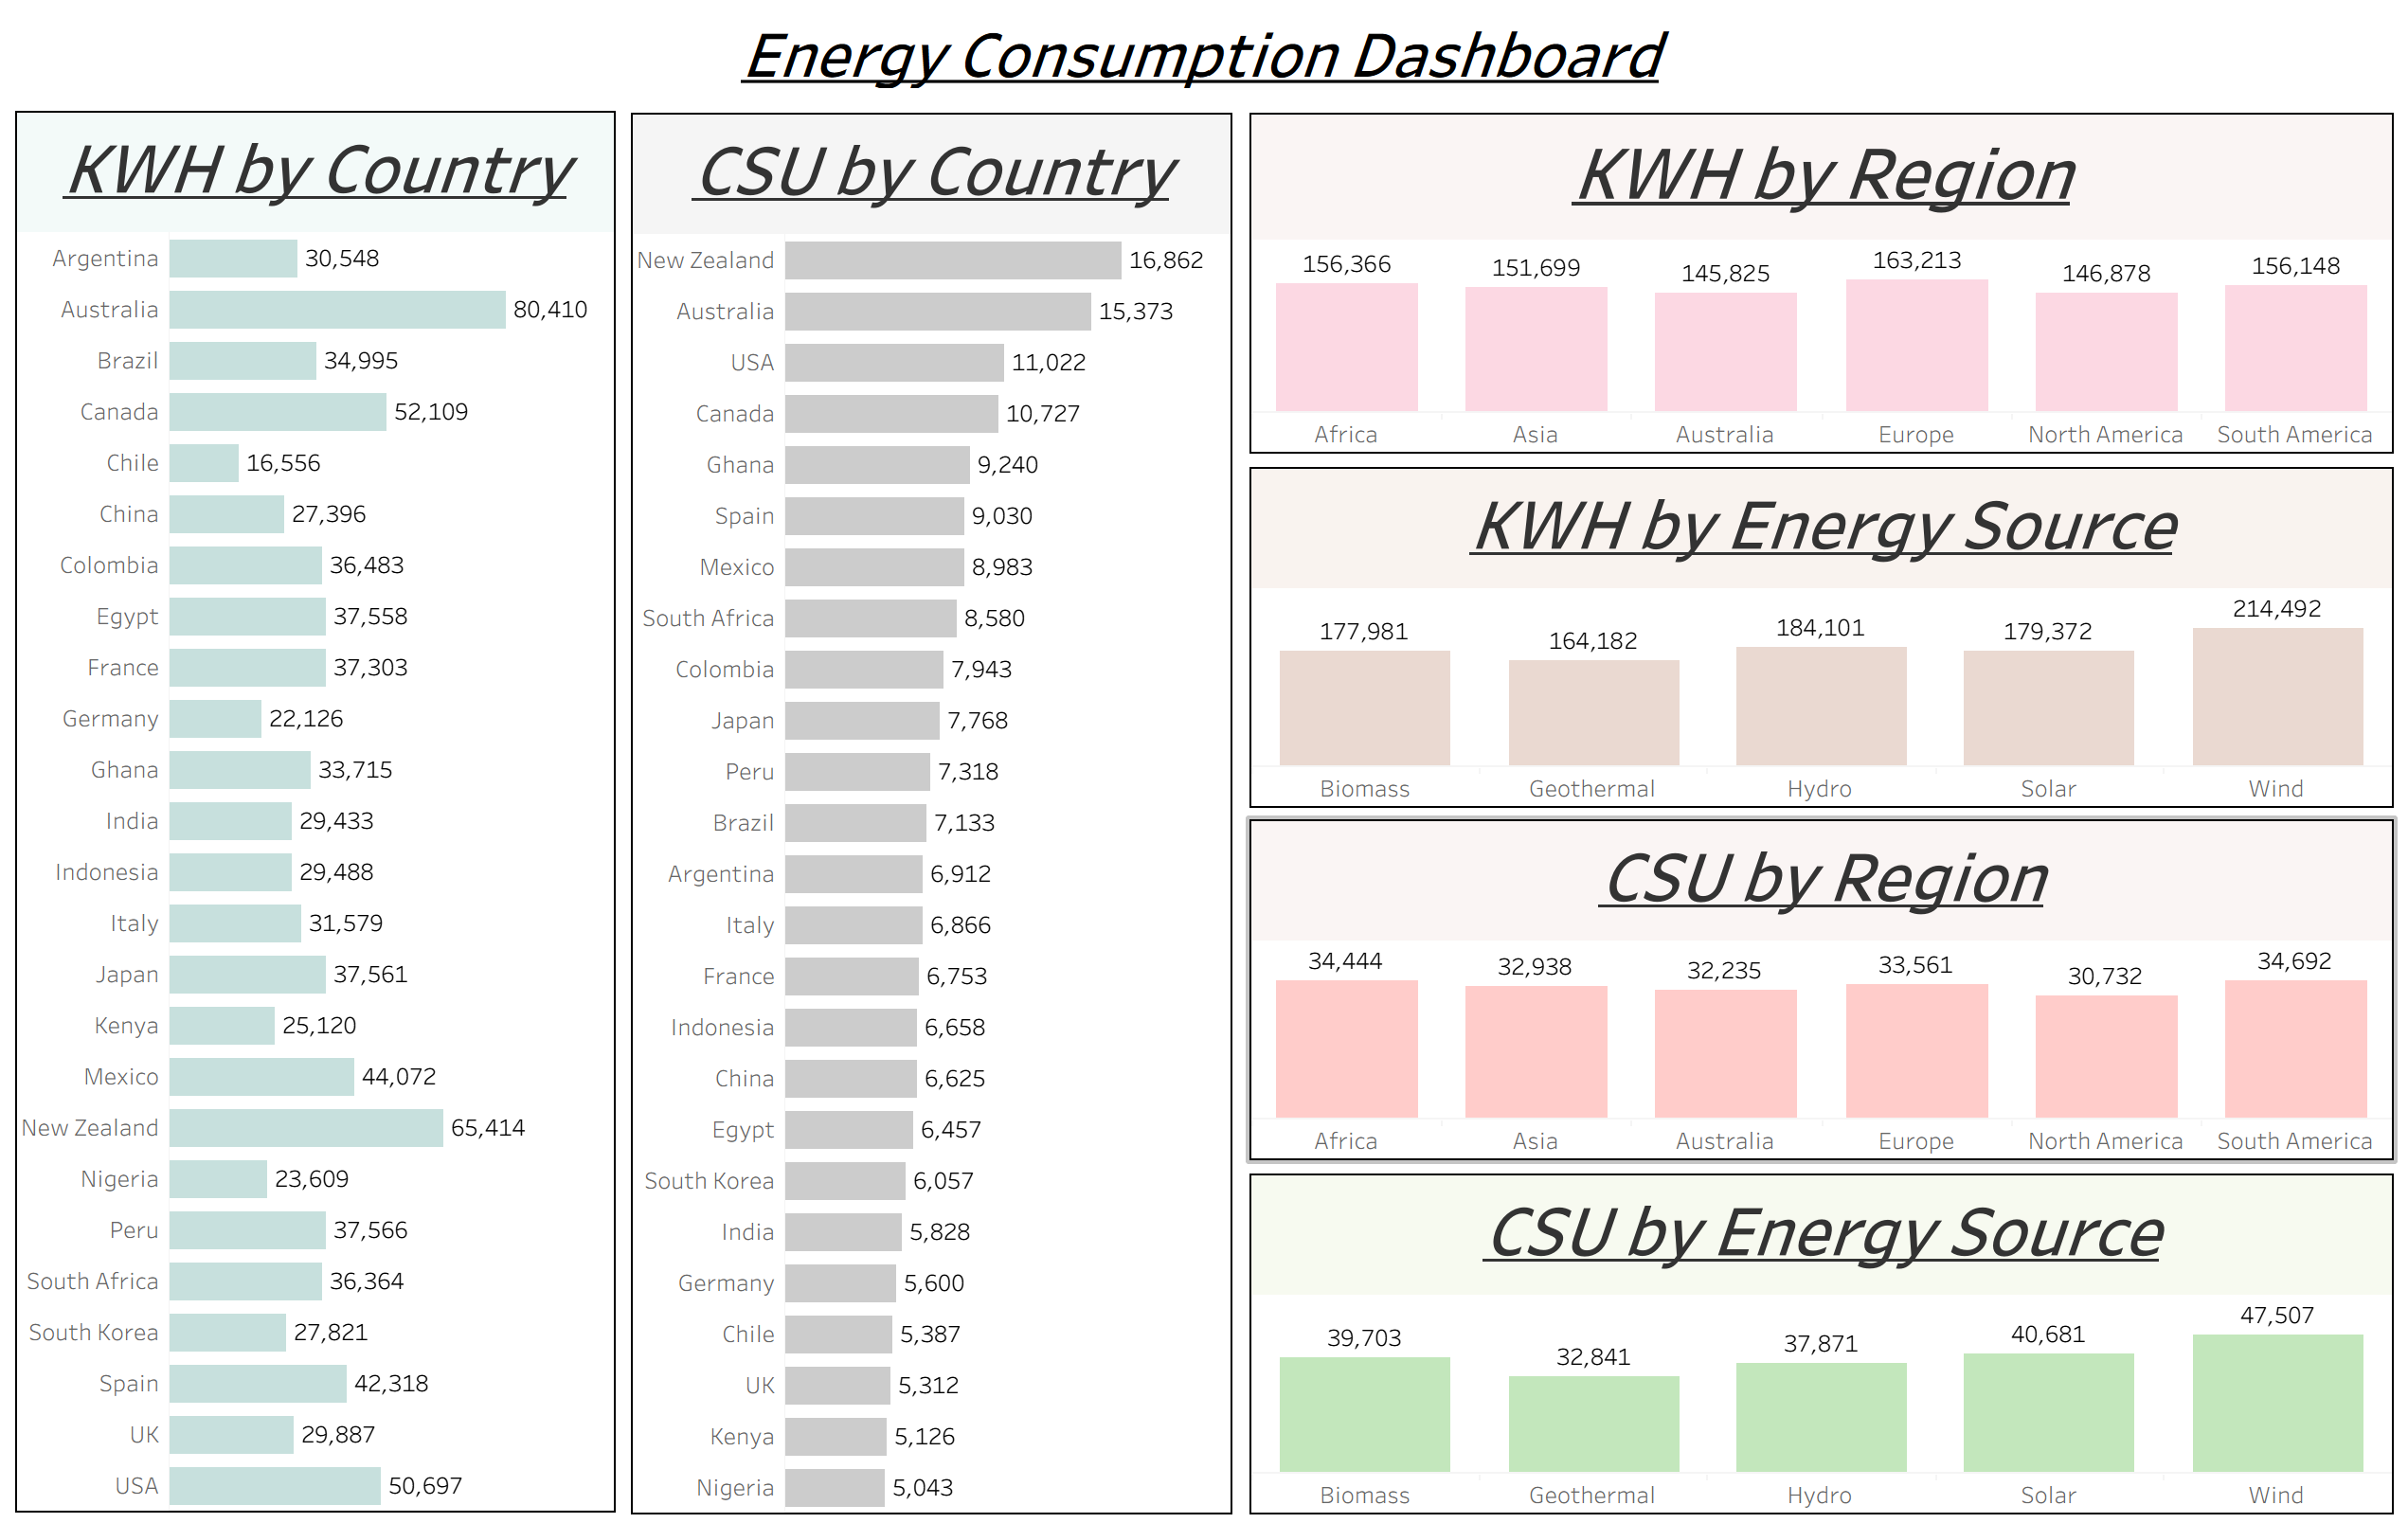 Energy Consumption Dashboard
KWH by Country
Argentina 30,548
Australia 80,410
Brazil 34,995
Canada 52,109
Chile 16,556
China 27,396
Colombia 36,483
Egypt 37,558
France 37,303
Germany 22,126
Ghana 33,715
India 29,433
Indonesia 29,488
Italy 31,579
Japan 37,561
Kenya 25,120
Mexico 44,072
New Zealand 65,414
Nigeria 23,609
Peru 37,566
South Africa 36,364
South Korea 27,821
Spain 42,318
UK 29,887
USA 50,697
CSU by Country
New Zealand 16,862
Australia 15,373
USA 11,022
Canada 10,727
Ghana 9,240
Spain 9,030
Mexico 8,983
South Africa 8,580
Colombia 7,943
Japan 7,768
Peru 7,318
Brazil 7,133
Argentina 6,912
Italy 6,866
France 6,753
Indonesia 6,658
China 6,625
Egypt 6,457
South Korea 6,057
India 5,828
Germany 5,600
Chile 5,387
UK 5,312
Kenya 5,126
Nigeria 5,043
KWH by Region
156,366 151,699 145,825 163,213 146,878 156,148
Africa Asia Australia Europe North America South America
KWH by Energy Source
177,981 164,182 184,101 179,372 214,492
Biomass Geothermal Hydro Solar Wind
CSU by Region
34,444 32,938 32,235 33,561 30,732 34,692
Africa Asia Australia Europe North America South America
CSU by Energy Source
39,703 32,841 37,871 40,681 47,507
Biomass Geothermal Hydro Solar Wind